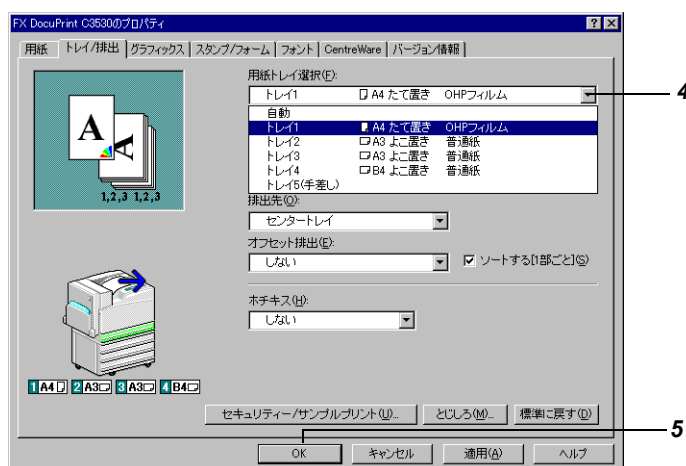 FX DocuPrint C3530のプロパティ
用紙 トレイ/排出 グラフィックス スタンプ/フォーム フォント CentreWare バージョン情報
用紙トレイ選択(F):
トレイ1 A4 たて置き OHPフィルム
4
自動
トレイ1 A4 たて置き OHPフィルム
トレイ2 A3 よこ置き 普通紙
トレイ3 A3 よこ置き 普通紙
トレイ4 B4 よこ置き 普通紙
トレイ5(手差し)
A
A
1,2,3 1,2,3
排出先(O):
センタートレイ
オフセット排出(E):
しない
ソートする[1部ごと](S)
ホチキス(H):
しない
1 A4 2 A3 3 A3 4 B4
セキュリティー/サンプルプリント(U)... とじしろ(M)... 標準に戻す(D)
5
OK キャンセル 適用(A) ヘルプ